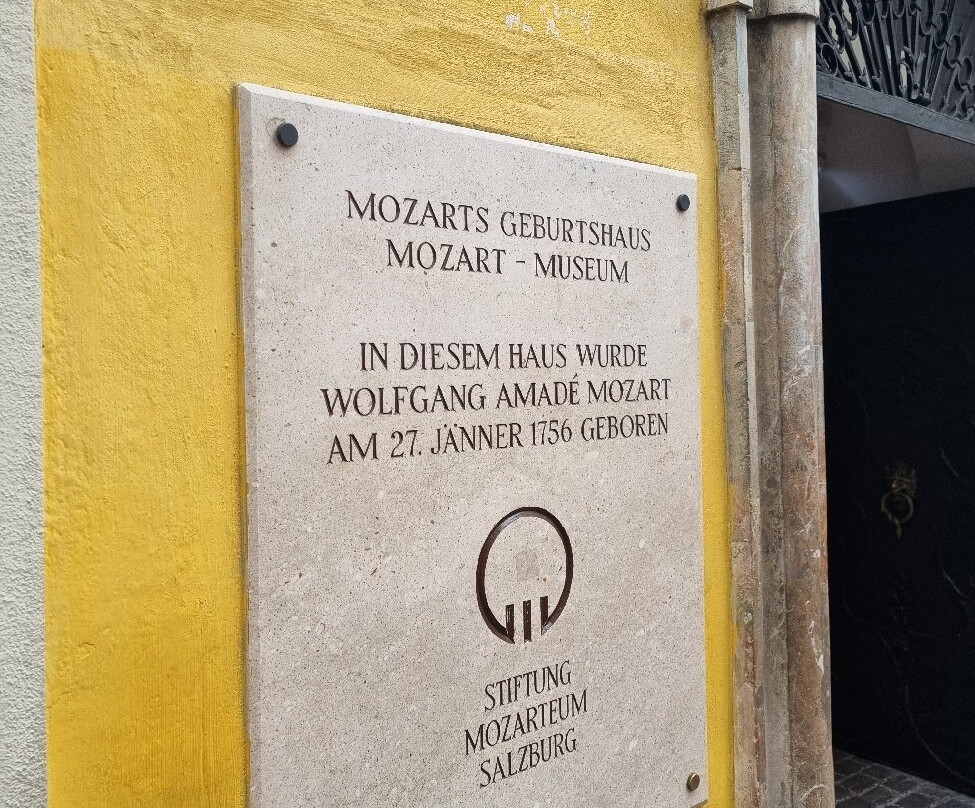 MOZARTS GEBURTSHAUS
MOZART - MUSEUM
IN DIESEM HAUS WURDE
WOLFGANG AMADÉ MOZART
AM 27. JÄNNER 1756 GEBOREN
STIFTUNG
MOZARTEUM
SALZBURG